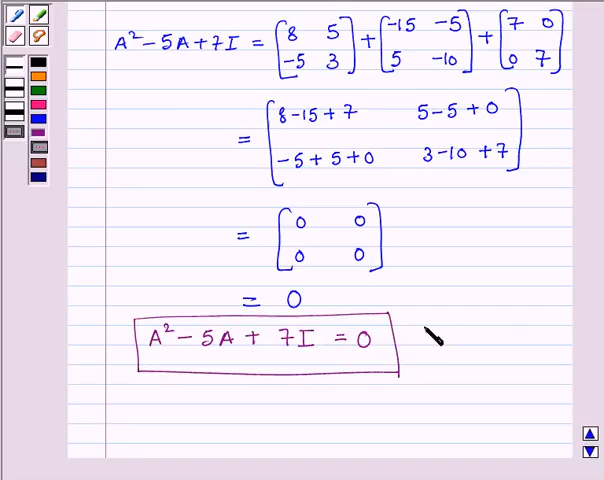 A² − 5A + 7I = [8 5; −5 3] + [−15 −5; 5 −10] + [7 0; 0 7]
= [8−15+7 5−5+0; −5+5+0 3−10+7]
= [0 0; 0 0]
= 0
A² − 5A + 7I = 0